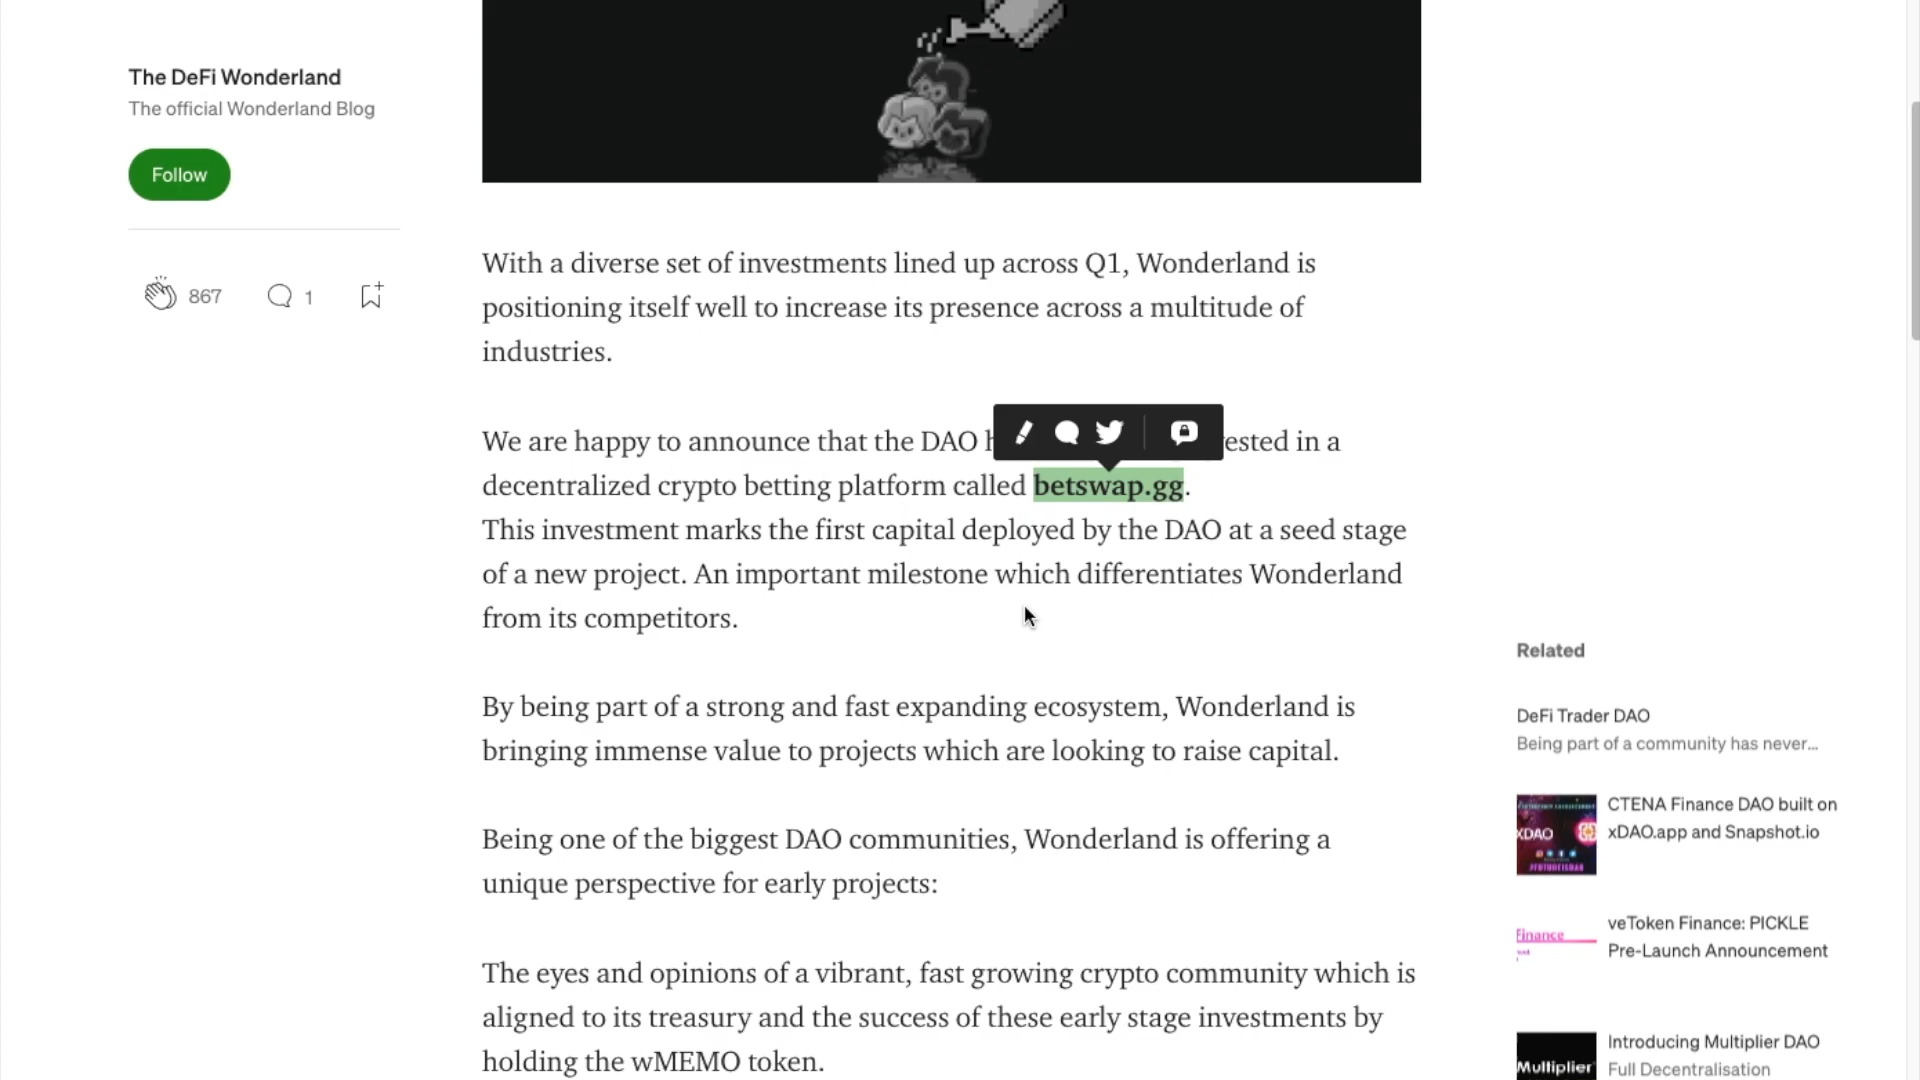 The DeFi Wonderland
The official Wonderland Blog
Follow
867
1
With a diverse set of investments lined up across Q1, Wonderland is
positioning itself well to increase its presence across a multitude of
industries.
We are happy to announce that the DAO h ested in a
decentralized crypto betting platform called betswap.gg.
This investment marks the first capital deployed by the DAO at a seed stage
of a new project. An important milestone which differentiates Wonderland
from its competitors.
By being part of a strong and fast expanding ecosystem, Wonderland is
bringing immense value to projects which are looking to raise capital.
Being one of the biggest DAO communities, Wonderland is offering a
unique perspective for early projects:
The eyes and opinions of a vibrant, fast growing crypto community which is
aligned to its treasury and the success of these early stage investments by
holding the wMEMO token.
Related
DeFi Trader DAO
Being part of a community has never...
XDAO
CTENA Finance DAO built on
xDAO.app and Snapshot.io
Finance
veToken Finance: PICKLE
Pre-Launch Announcement
Multiplier
Introducing Multiplier DAO
Full Decentralisation